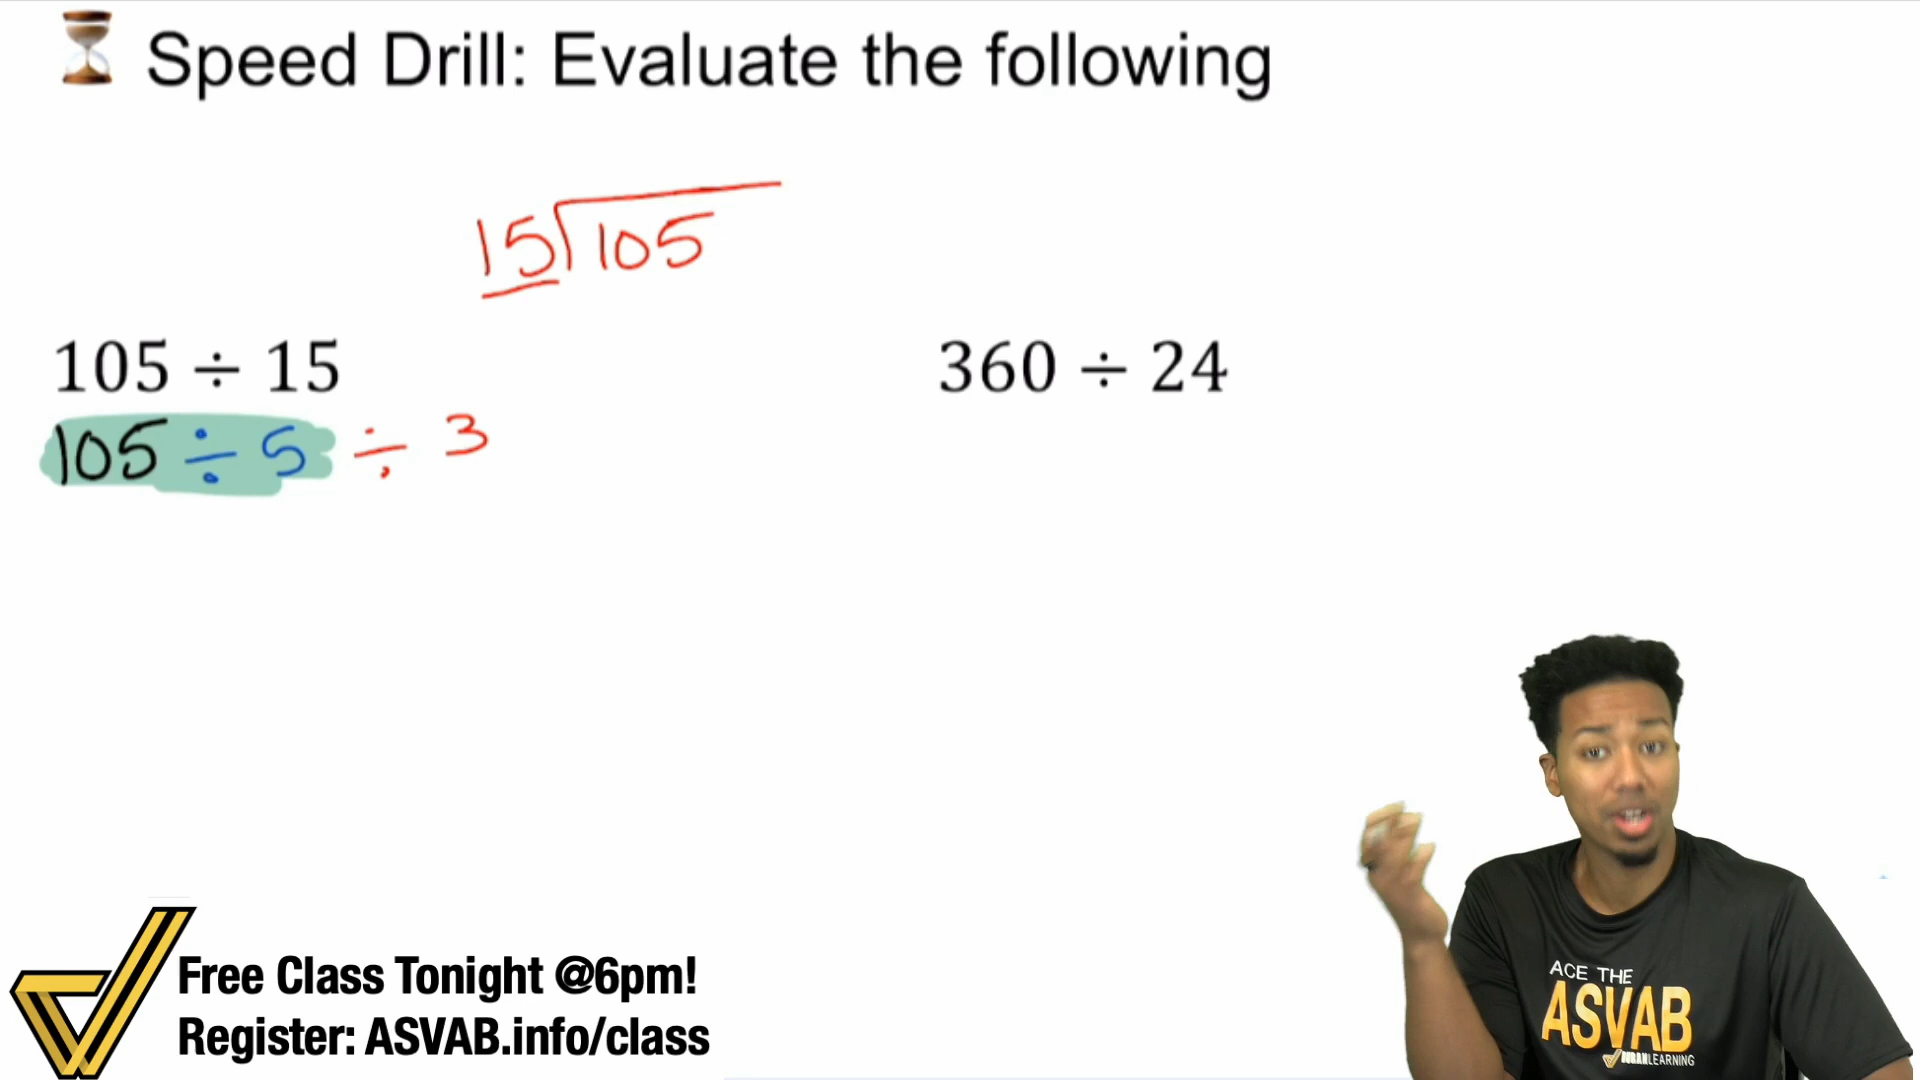 Speed Drill: Evaluate the following
15⟌105
105 ÷ 15
360 ÷ 24
105 ÷ 5 ÷ 3
Free Class Tonight @6pm!
Register: ASVAB.info/class
ACE THE
ASVAB
DURANLEARNING